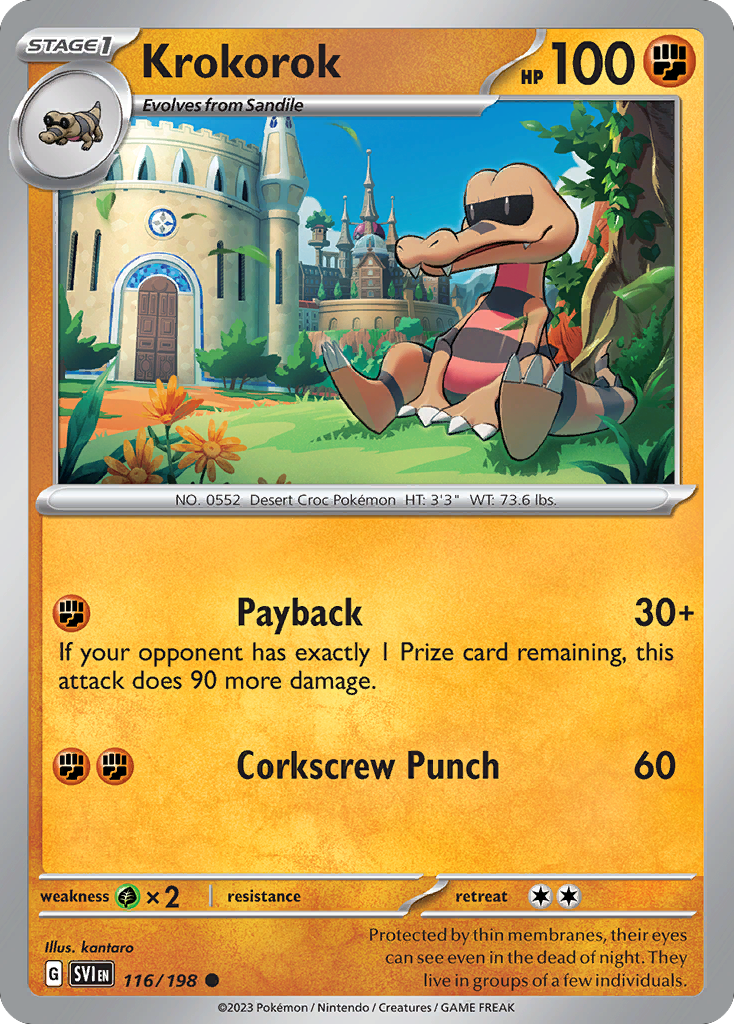 STAGE 1
Krokorok
HP 100
Evolves from Sandile
NO. 0552 Desert Croc Pokémon HT: 3'3" WT: 73.6 lbs.
Payback 30+
If your opponent has exactly 1 Prize card remaining, this
attack does 90 more damage.
Corkscrew Punch 60
weakness ×2 resistance retreat
Illus. kantaro
Protected by thin membranes, their eyes
can see even in the dead of night. They
live in groups of a few individuals.
G SVI EN 116/198
©2023 Pokémon / Nintendo / Creatures / GAME FREAK